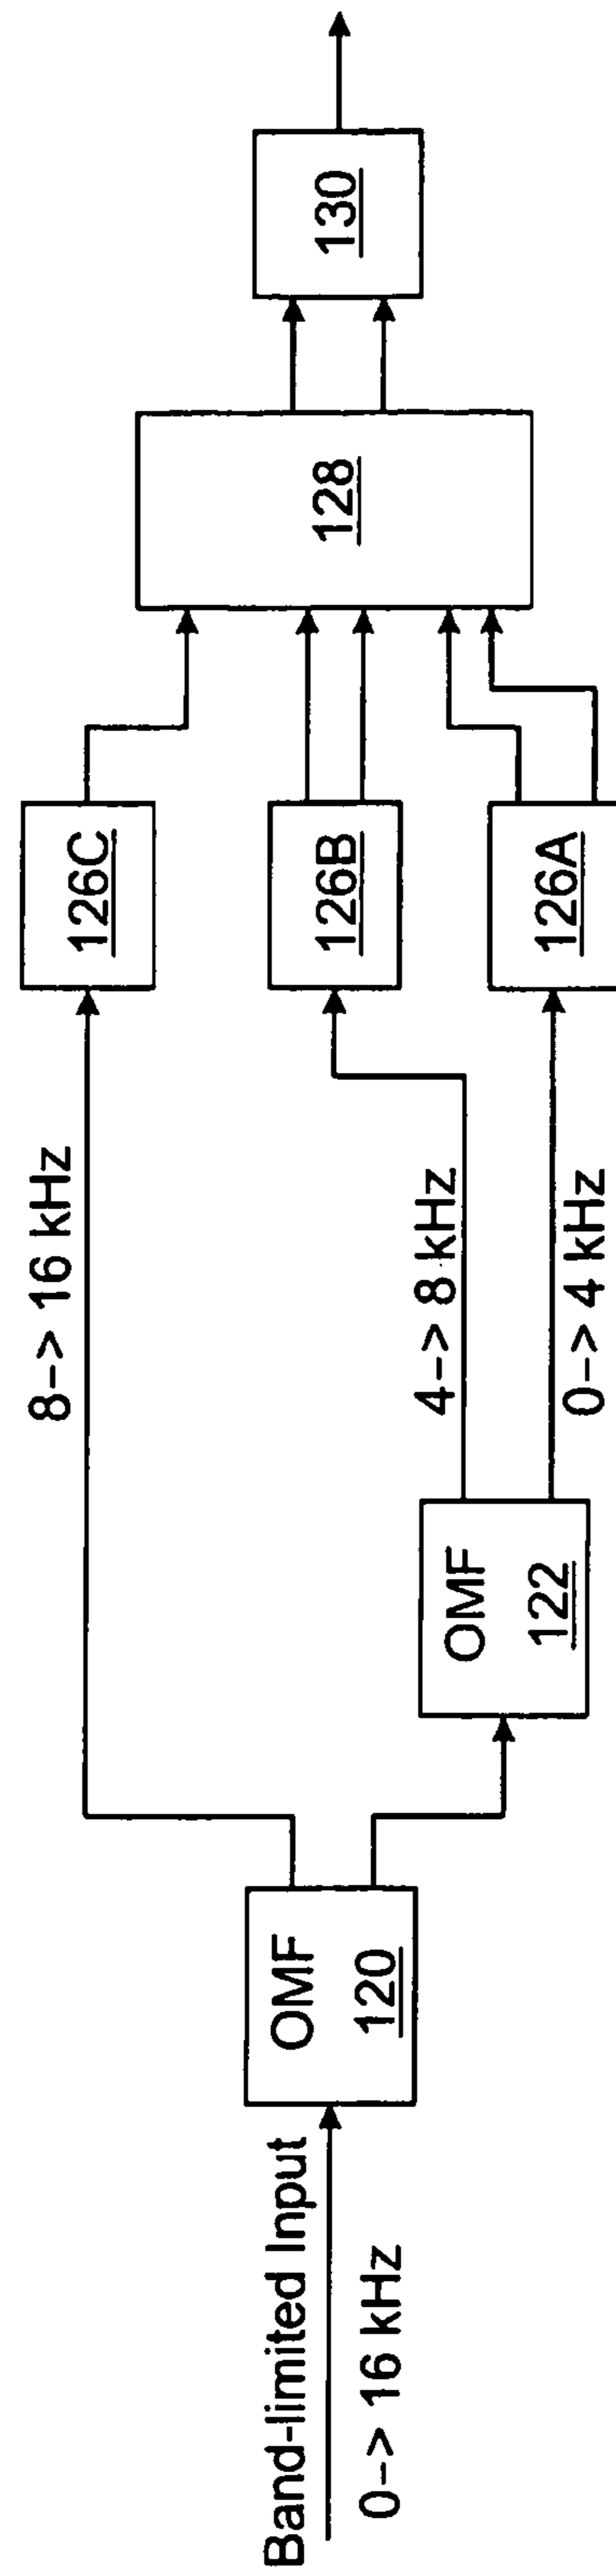 Band-limited Input
0–> 16 kHz
OMF
120
8–> 16 kHz
OMF
122
4–> 8 kHz
0–> 4 kHz
126C
126B
126A
128
130